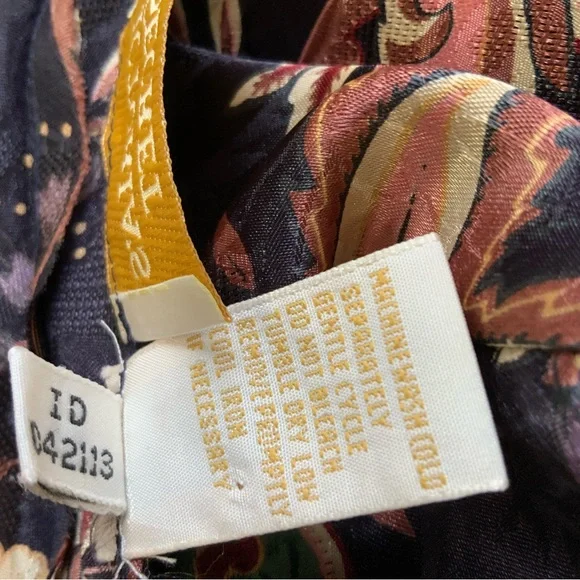 MACHINE WASH COLD
SEPARATELY
GENTLE CYCLE
DO NOT BLEACH
TUMBLE DRY LOW
REMOVE PROMPTLY
IRON
IF NECESSARY
ID
042113